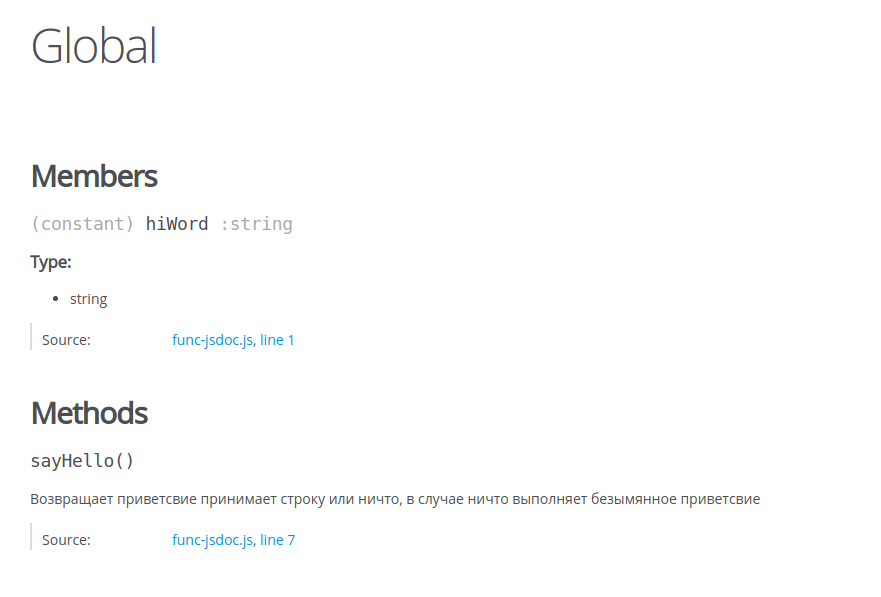 Global
Members
(constant) hiWord :string
Type:
string
Source: func-jsdoc.js, line 1
Methods
sayHello()
Возвращает приветсвие принимает строку или ничто, в случае ничто выполняет безымянное приветсвие
Source: func-jsdoc.js, line 7